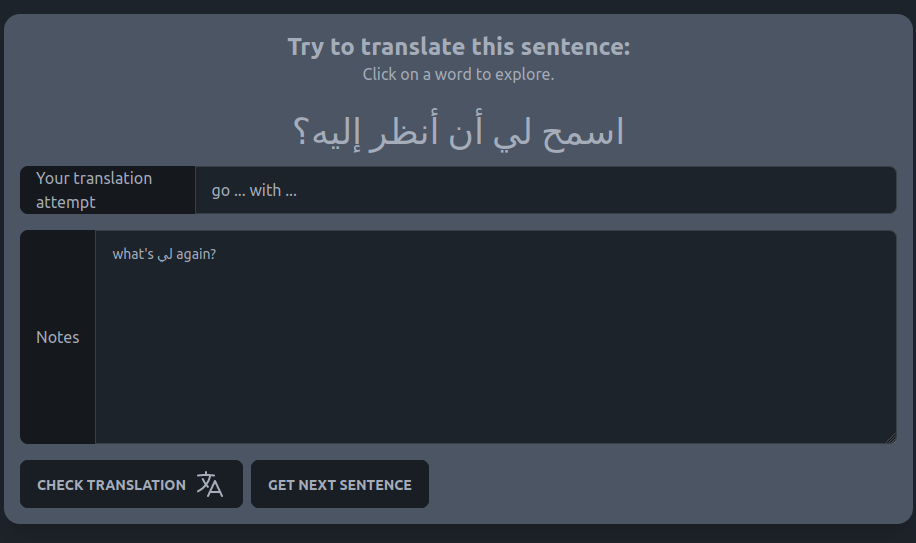 Try to translate this sentence:
Click on a word to explore.
اسمح لي أن أنظر إليه؟
Your translation
attempt
go ... with ...
Notes
what's لي again?
CHECK TRANSLATION
GET NEXT SENTENCE